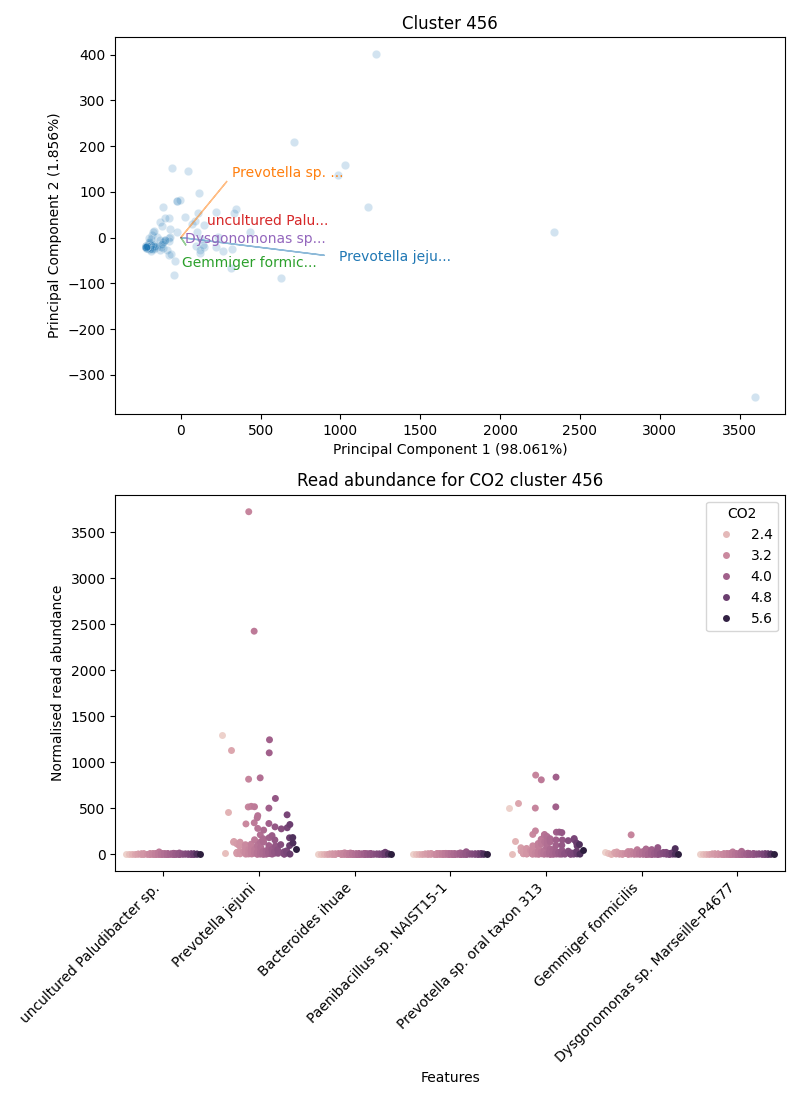 Cluster 456
Principal Component 2 (1.856%)
400
300
200
100
0
−100
−200
−300
Prevotella sp. ...
uncultured Palu...
Dysgonomonas sp...
Prevotella jeju...
Gemmiger formic...
0
500
1000
1500
2000
2500
3000
3500
Principal Component 1 (98.061%)
Read abundance for CO2 cluster 456
Normalised read abundance
3500
3000
2500
2000
1500
1000
500
0
CO2
2.4
3.2
4.0
4.8
5.6
uncultured Paludibacter sp.
Prevotella jejuni
Bacteroides ihuae
Paenibacillus sp. NAIST15-1
Prevotella sp. oral taxon 313
Gemmiger formicilis
Dysgonomonas sp. Marseille-P4677
Features